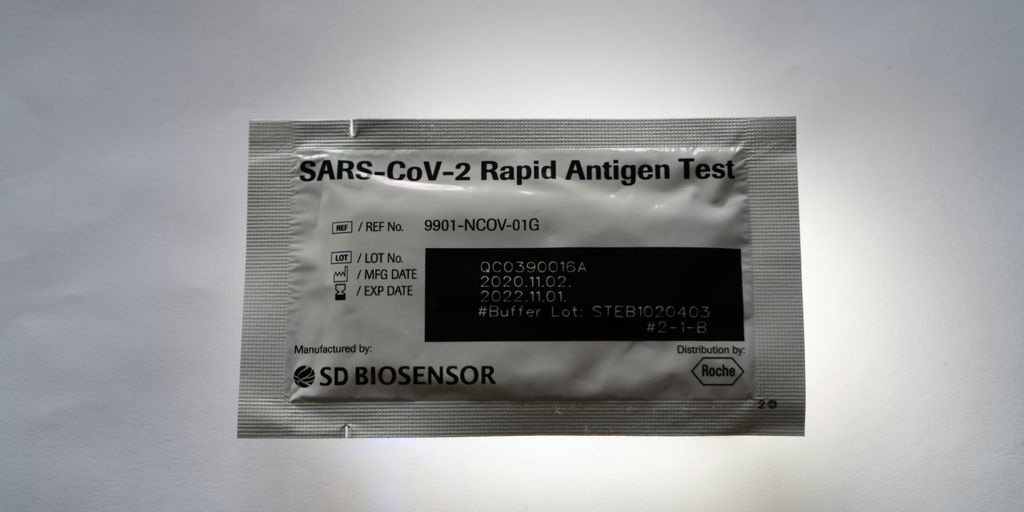 SARS-CoV-2 Rapid Antigen Test
REF / REF No. 9901-NCOV-01G
LOT / LOT No. QC0390016A
/ MFG DATE 2020.11.02.
/ EXP DATE 2022.11.01.
#Buffer Lot: STEB1020403
#2-1-B
Manufactured by: Distribution by:
SD BIOSENSOR Roche
2